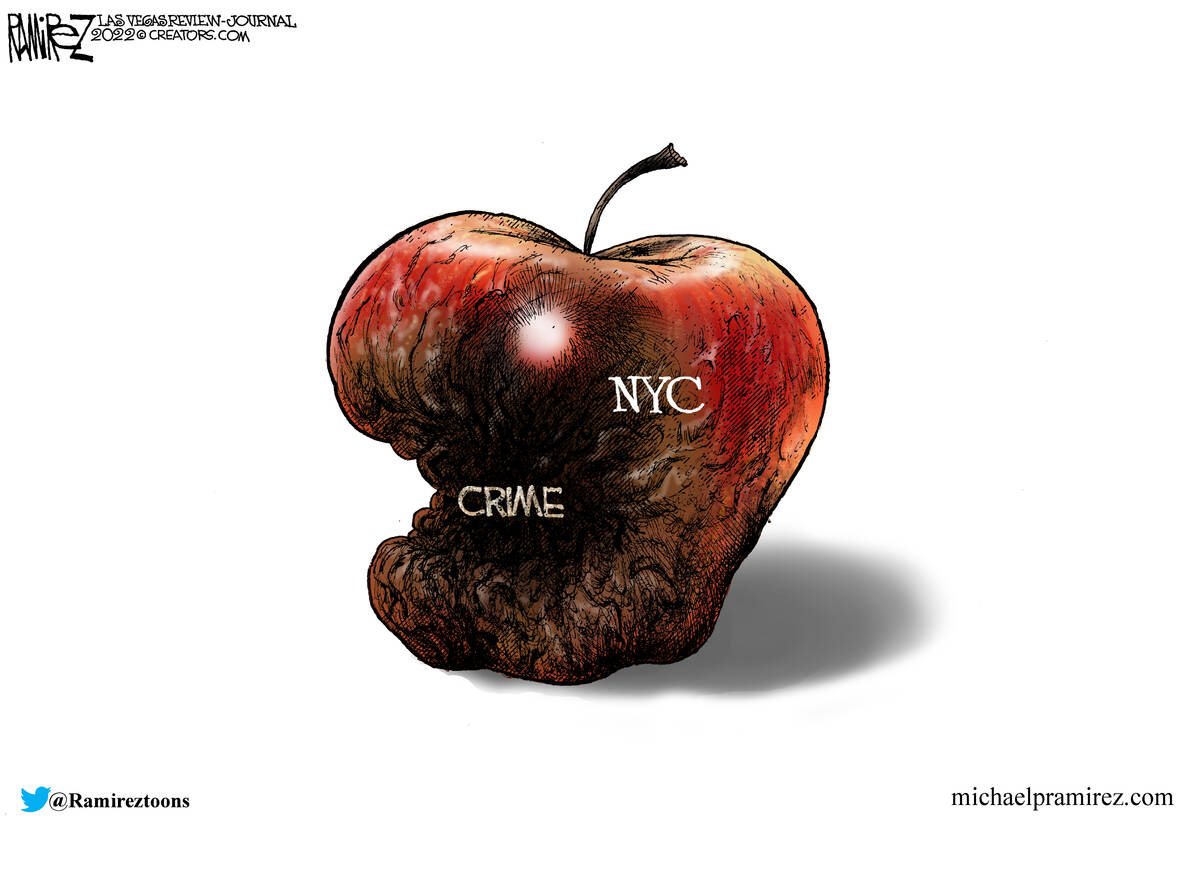 RAMIREZ
LAS VEGAS REVIEW-JOURNAL
2022 © CREATORS.COM
NYC
CRIME
@Ramireztoons
michaelpramirez.com